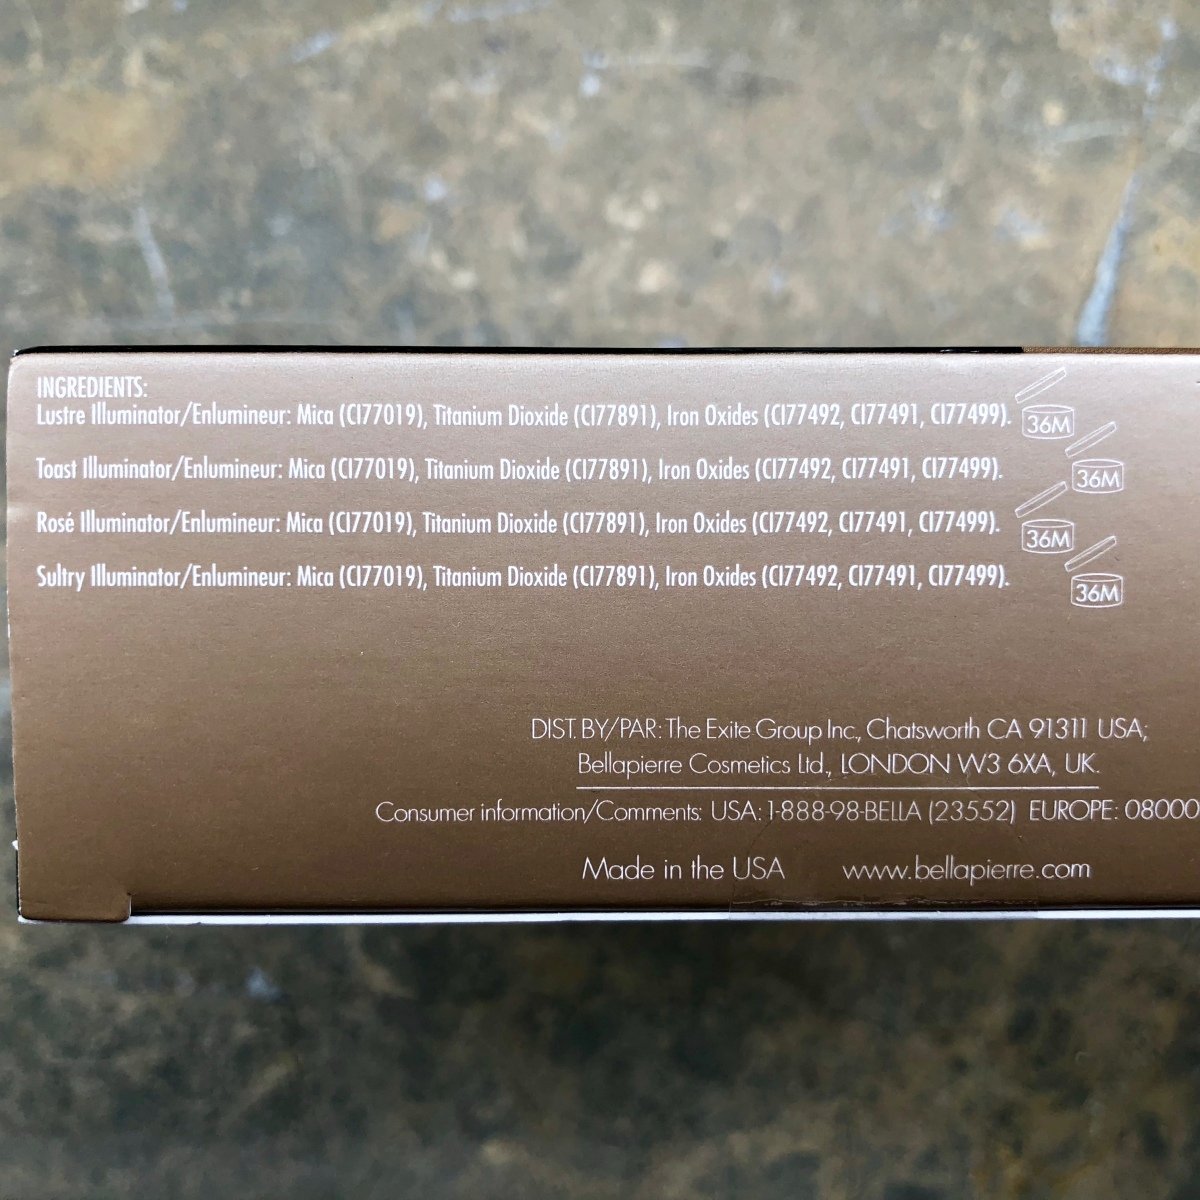 INGREDIENTS:
Lustre Illuminator/Enlumineur: Mica (CI77019), Titanium Dioxide (CI77891), Iron Oxides (CI77492, CI77491, CI77499). 36M
Toast Illuminator/Enlumineur: Mica (CI77019), Titanium Dioxide (CI77891), Iron Oxides (CI77492, CI77491, CI77499). 36M
Rosé Illuminator/Enlumineur: Mica (CI77019), Titanium Dioxide (CI77891), Iron Oxides (CI77492, CI77491, CI77499). 36M
Sultry Illuminator/Enlumineur: Mica (CI77019), Titanium Dioxide (CI77891), Iron Oxides (CI77492, CI77491, CI77499). 36M
DIST. BY/PAR: The Exite Group Inc., Chatsworth CA 91311 USA;
Bellapierre Cosmetics Ltd., LONDON W3 6XA, UK.
Consumer information/Comments: USA: 1-888-98-BELLA (23552) EUROPE: 08000
Made in the USA www.bellapierre.com